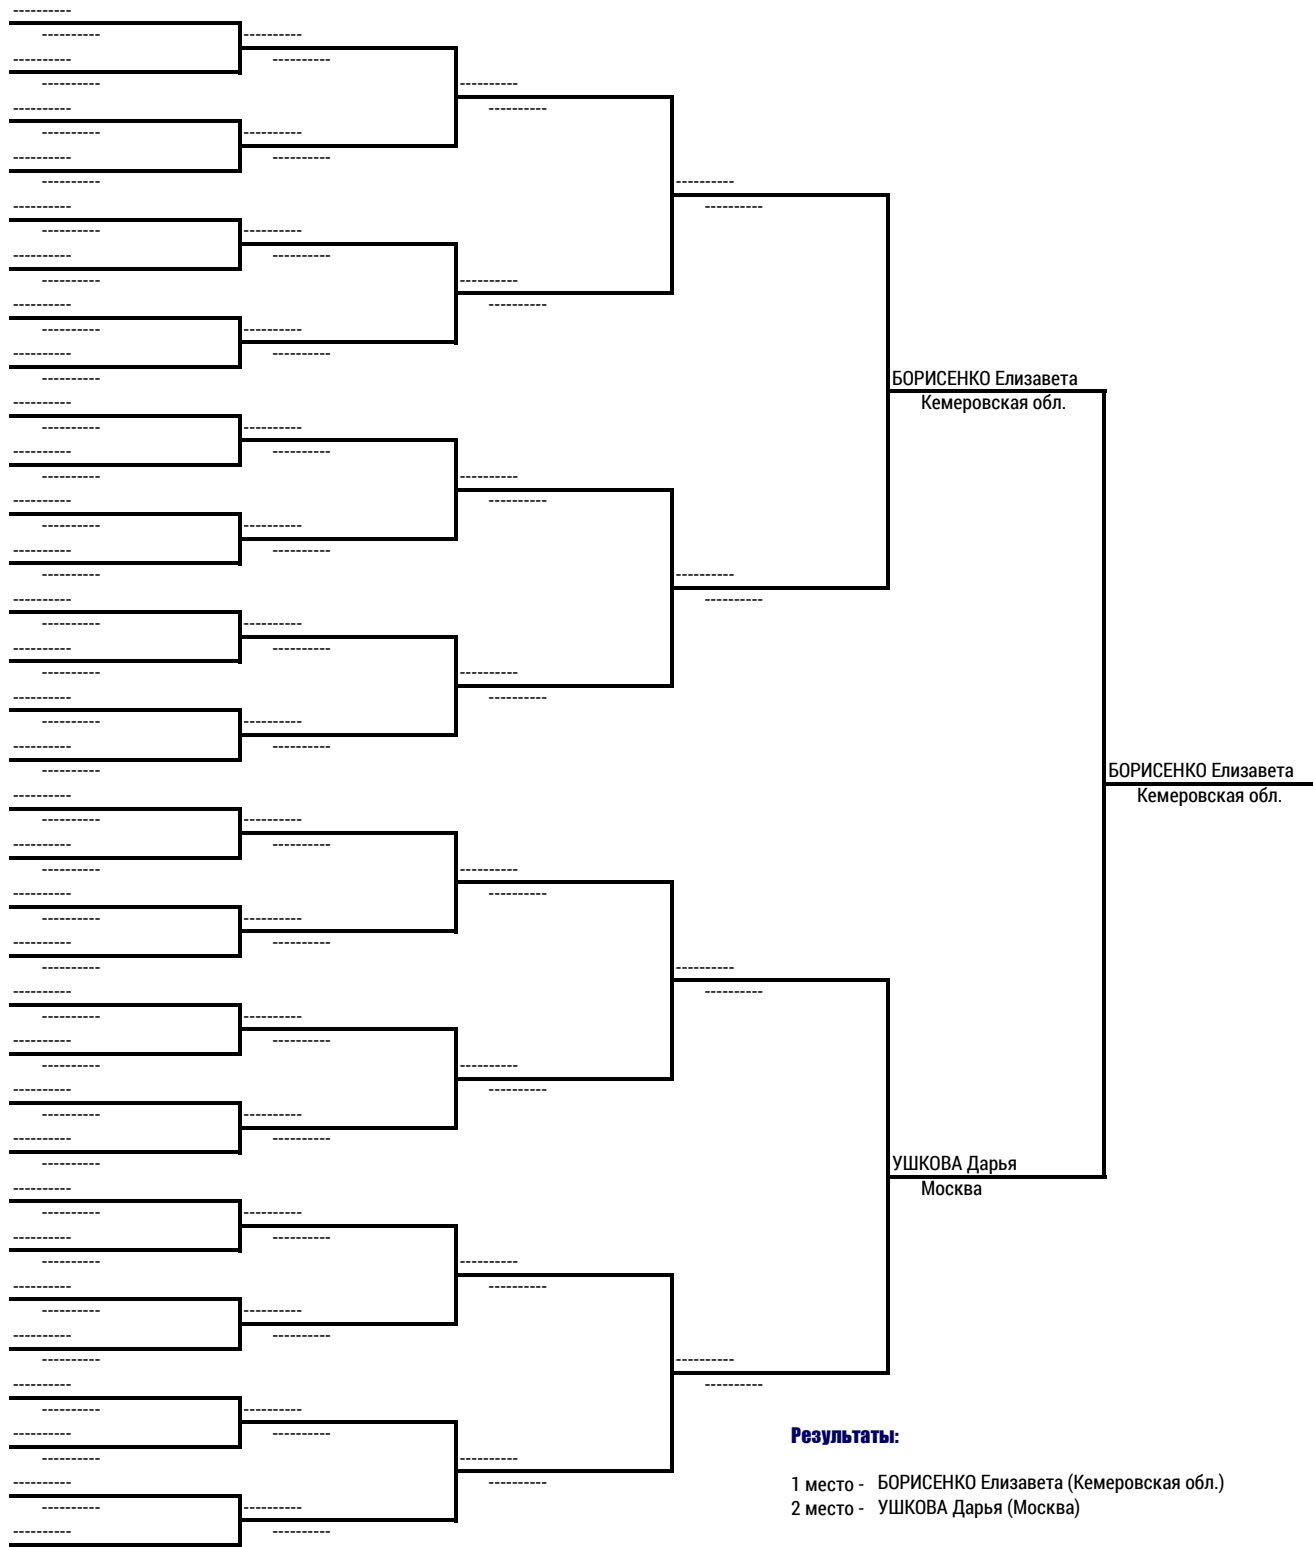 БОРИСЕНКО Елизавета
Кемеровская обл.
БОРИСЕНКО Елизавета
Кемеровская обл.
УШКОВА Дарья
Москва
Результаты:
1 место - БОРИСЕНКО Елизавета (Кемеровская обл.)
2 место - УШКОВА Дарья (Москва)